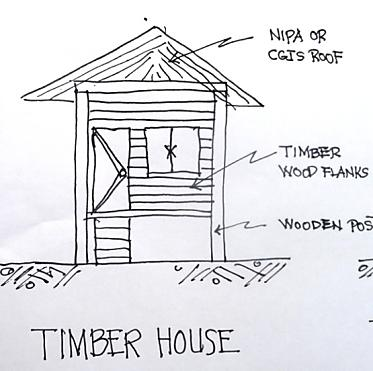 NIPA OR
CGIS ROOF
TIMBER
WOOD FLANKS
WOODEN POS
TIMBER HOUSE